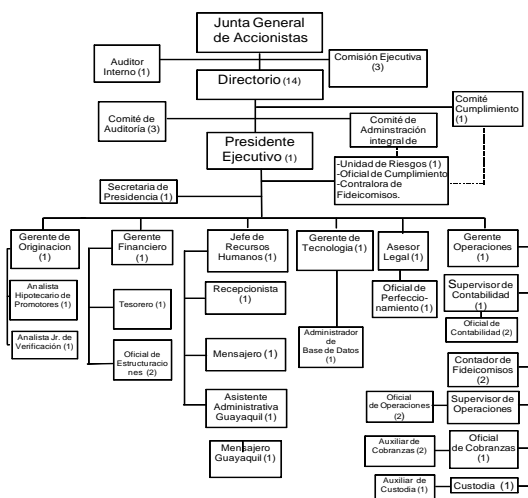 Junta General
de Accionistas
Auditor
Interno (1)
Comisión Ejecutiva
(3)
Directorio (14)
Comité
Cumplimiento
(1)
Comité de
Auditoría (3)
Comité de
Adminstración
integral de
Presidente
Ejecutivo (1)
-Unidad de Riesgos (1)
-Oficial de Cumplimiento
-Contralora de
Fideicomisos.
Secretaria de
Presidencia (1)
Gerente de
Originacion (1)
Gerente
Financiero
(1)
Jefe de
Recursos
Humanos (1)
Gerente de
Tecnologia (1)
Asesor
Legal (1)
Gerente
Operaciones (1)
Analista
Hipotecario de
Promotores (1)
Tesorero (1)
Recepcionista
(1)
Oficial de
Perfeccio-
namiento (1)
Supervisor de
Contabilidad
(1)
Oficial de
Contabilidad (2)
Analista Jr. de
Verificación (1)
Oficial de
Estructuracio
nes (2)
Mensajero (1)
Administrador
de
Base de Datos
(1)
Contador de
Fideicomisos
(2)
Asistente
Administrativa
Guayaquil (1)
Oficial
de Operaciones
(2)
Supervisor de
Operaciones
Mensajero
Guayaquil (1)
Auxiliar de
Cobranzas (2)
Oficial
de Cobranzas
(1)
Auxiliar de
Custodia (1)
Custodia (1)